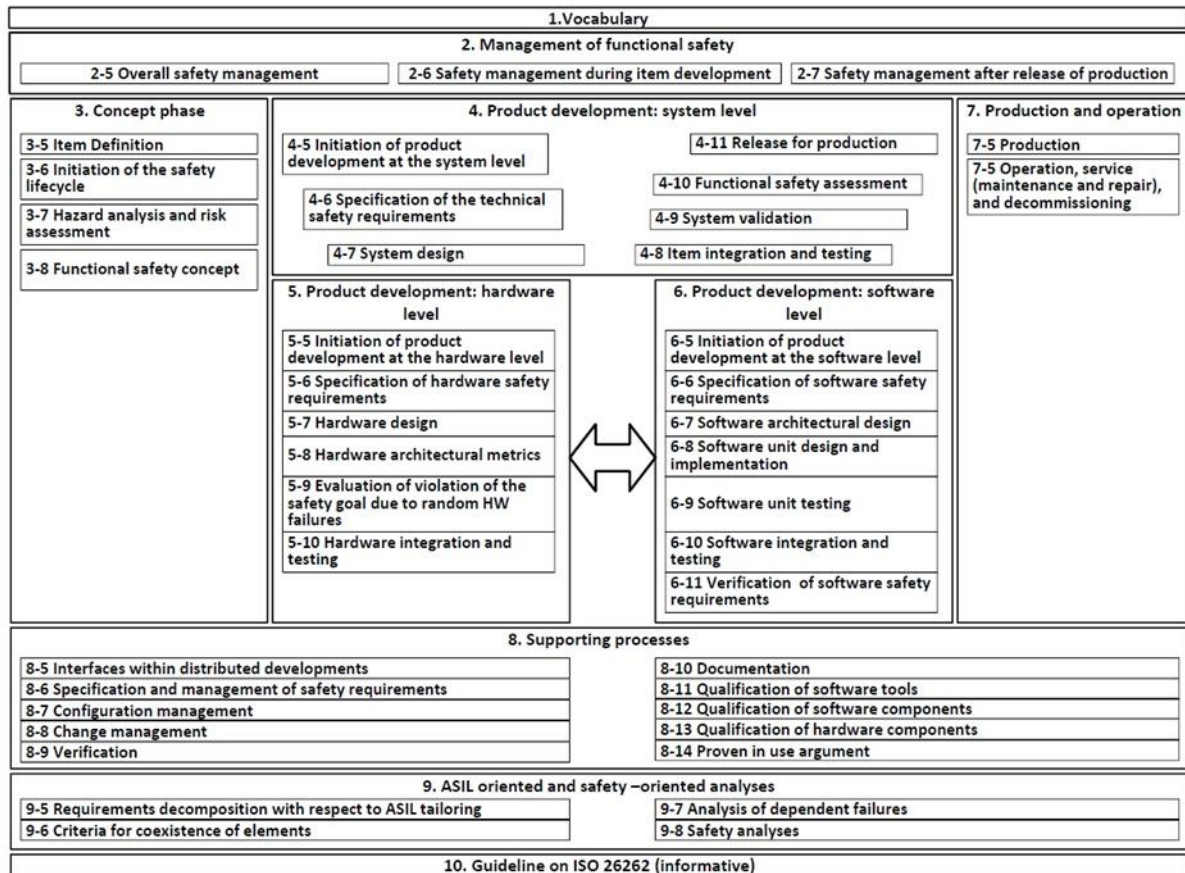 1.Vocabulary
2. Management of functional safety
2-5 Overall safety management
2-6 Safety management during item development
2-7 Safety management after release of production
3. Concept phase
3-5 Item Definition
3-6 Initiation of the safety
lifecycle
3-7 Hazard analysis and risk
assessment
3-8 Functional safety concept
4. Product development: system level
4-5 Initiation of product
development at the system level
4-6 Specification of the technical
safety requirements
4-7 System design
4-11 Release for production
4-10 Functional safety assessment
4-9 System validation
4-8 Item integration and testing
7. Production and operation
7-5 Production
7-5 Operation, service
(maintenance and repair),
and decommissioning
5. Product development: hardware
level
5-5 Initiation of product
development at the hardware level
5-6 Specification of hardware safety
requirements
5-7 Hardware design
5-8 Hardware architectural metrics
5-9 Evaluation of violation of the
safety goal due to random HW
failures
5-10 Hardware integration and
testing
6. Product development: software
level
6-5 Initiation of product
development at the software level
6-6 Specification of software safety
requirements
6-7 Software architectural design
6-8 Software unit design and
implementation
6-9 Software unit testing
6-10 Software integration and
testing
6-11 Verification of software safety
requirements
8. Supporting processes
8-5 Interfaces within distributed developments
8-6 Specification and management of safety requirements
8-7 Configuration management
8-8 Change management
8-9 Verification
8-10 Documentation
8-11 Qualification of software tools
8-12 Qualification of software components
8-13 Qualification of hardware components
8-14 Proven in use argument
9. ASIL oriented and safety –oriented analyses
9-5 Requirements decomposition with respect to ASIL tailoring
9-6 Criteria for coexistence of elements
9-7 Analysis of dependent failures
9-8 Safety analyses
10. Guideline on ISO 26262 (informative)